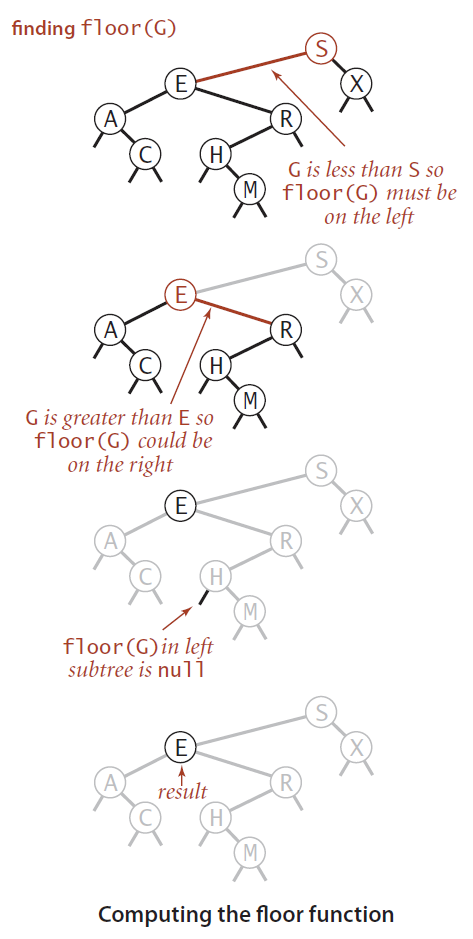 finding floor(G)
S
E
X
A
R
C
H
M
G is less than S so
floor(G) must be
on the left
S
E
X
A
R
C
H
M
G is greater than E so
floor(G) could be
on the right
S
E
X
A
R
C
H
M
floor(G)in left
subtree is null
S
E
X
A
R
result
C
H
M
Computing the floor function